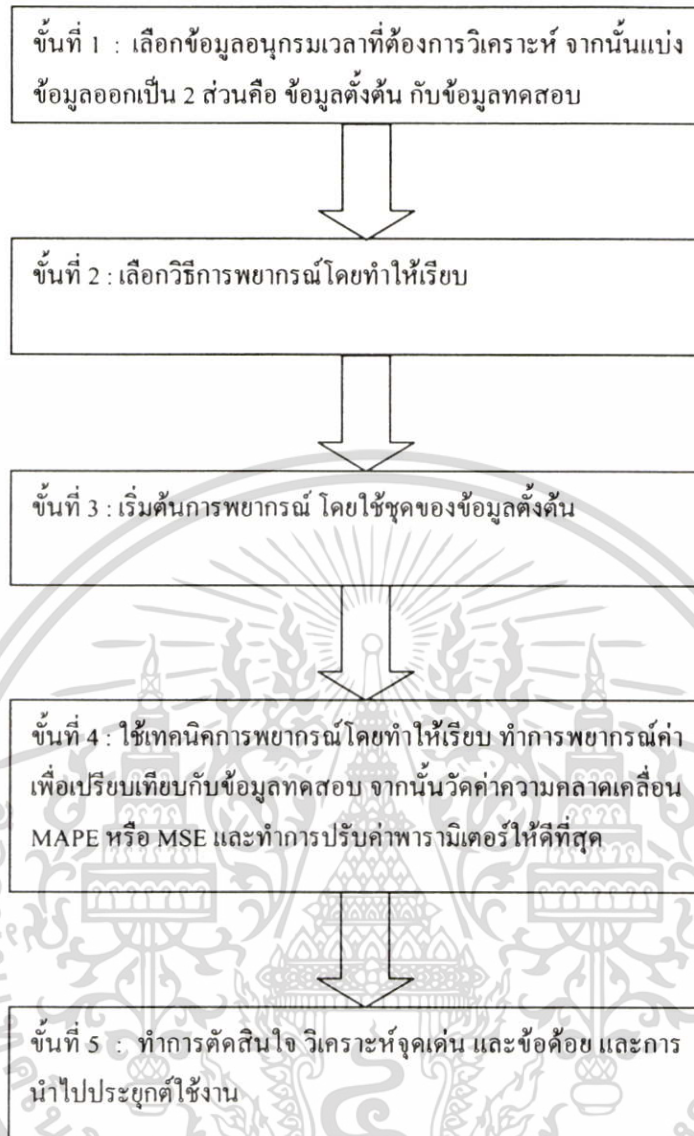 ขั้นที่ 1 : เลือกข้อมูลอนุกรมเวลาที่ต้องการวิเคราะห์ จากนั้นแบ่ง
ข้อมูลออกเป็น 2 ส่วนคือ ข้อมูลตั้งต้น กับข้อมูลทดสอบ
ขั้นที่ 2 : เลือกวิธีการพยากรณ์โดยทำให้เรียบ
ขั้นที่ 3 : เริ่มต้นการพยากรณ์ โดยใช้ชุดของข้อมูลตั้งต้น
ขั้นที่ 4 : ใช้เทคนิคการพยากรณ์โดยทำให้เรียบ ทำการพยากรณ์ค่า
เพื่อเปรียบเทียบกับข้อมูลทดสอบ จากนั้นวัดค่าความคลาดเคลื่อน
MAPE หรือ MSE และทำการปรับค่าพารามิเตอร์ให้ดีที่สุด
ขั้นที่ 5 : ทำการตัดสินใจ วิเคราะห์จุดเด่น และข้อด้อย และการ
นำไปประยุกต์ใช้งาน